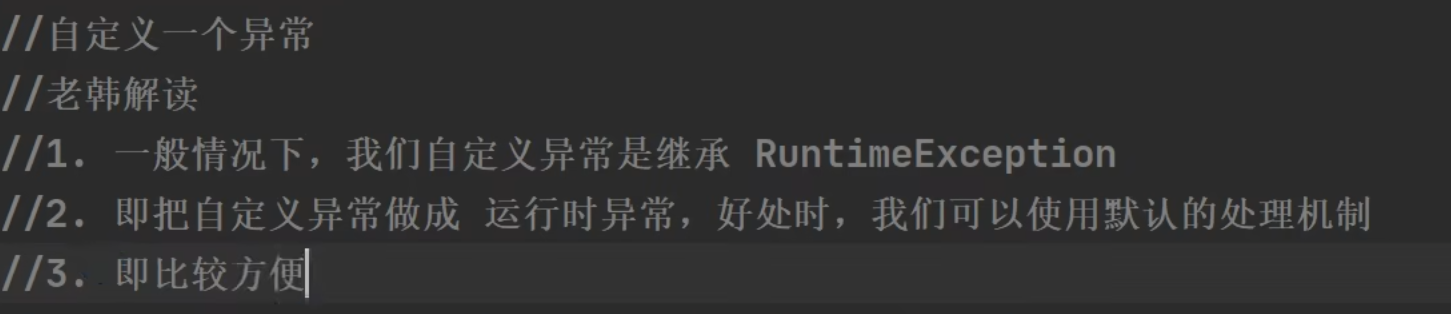 //自定义一个异常
//老韩解读
//1. 一般情况下，我们自定义异常是继承 RuntimeException
//2. 即把自定义异常做成 运行时异常，好处时，我们可以使用默认的处理机制
//3. 即比较方便